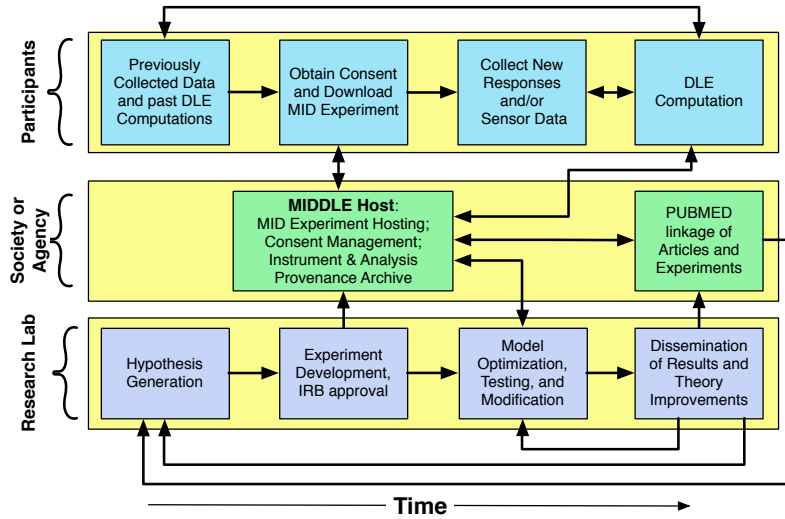 Participants
Previously
Collected Data
and past DLE
Computations
Obtain Consent
and Download
MID Experiment
Collect New
Responses
and/or
Sensor Data
DLE
Computation
Society or
Agency
MIDDLE Host:
MID Experiment Hosting;
Consent Management;
Instrument & Analysis
Provenance Archive
PUBMED
linkage of
Articles and
Experiments
Research Lab
Hypothesis
Generation
Experiment
Development,
IRB approval
Model
Optimization,
Testing, and
Modification
Dissemination
of Results and
Theory
Improvements
Time